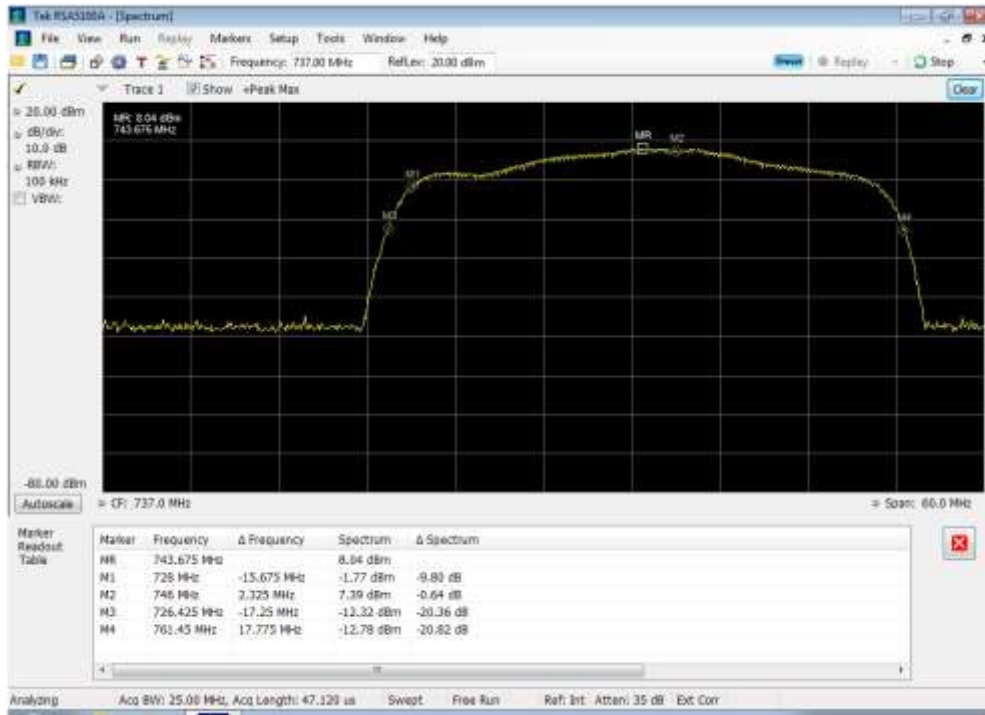 Tek RSA5100A - [Spectrum]
File View Run Replay Markers Setup Tools Window Help
Frequency: 737.00 MHz RefLev: 20.00 dBm Preset Replay Stop
Trace 1 Show +Peak Max Clear
20.00 dBm
dB/div:
10.0 dB
RBW:
100 kHz
VBW:
MR: 8.04 dBm
743.675 MHz
MR
M2
M1
M3
M4
-80.00 dBm
Autoscale CF: 737.0 MHz Span: 60.0 MHz
Marker
Readout
Table
Marker Frequency Δ Frequency Spectrum Δ Spectrum
MR 743.675 MHz 8.04 dBm
M1 728 MHz -15.675 MHz -1.77 dBm -9.80 dB
M2 746 MHz 2.325 MHz 7.39 dBm -0.64 dB
M3 726.425 MHz -17.25 MHz -12.32 dBm -20.36 dB
M4 761.45 MHz 17.775 MHz -12.78 dBm -20.82 dB
Analyzing Acq BW: 25.00 MHz, Acq Length: 47.120 us Swept Free Run Ref: Int Atten: 35 dB Ext Corr